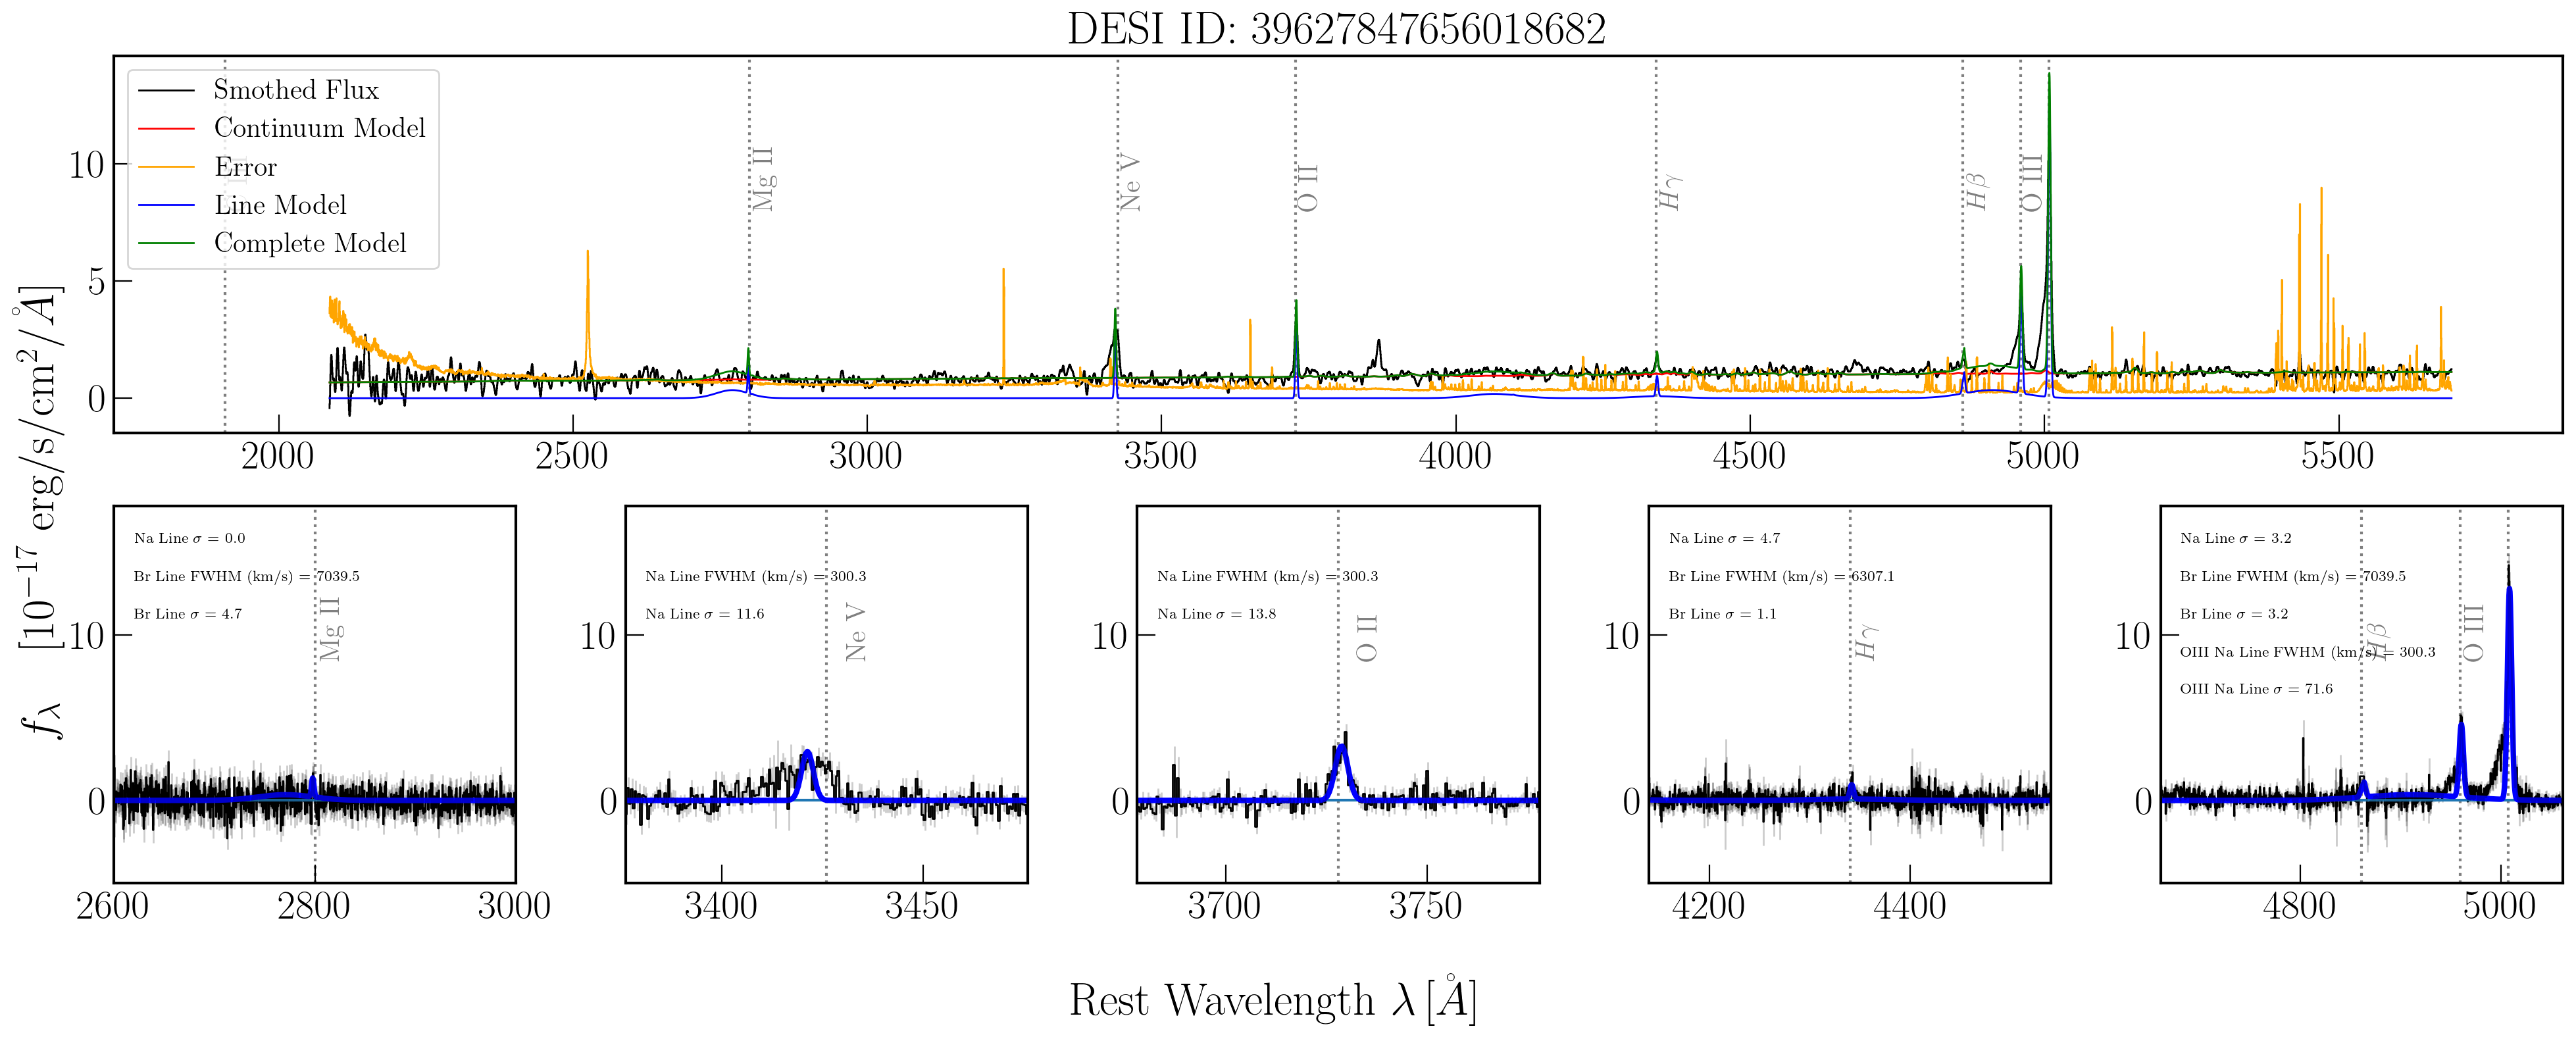 DESI ID: 39627847656018682
Smothed Flux
Continuum Model
Error
Line Model
Complete Model
Mg II
Ne V
O II
Hγ
Hβ
O III
10
5
0
2000 2500 3000 3500 4000 4500 5000 5500
f_λ [10^{-17} erg/s/cm^2/Å]
Na Line σ = 0.0
Br Line FWHM (km/s) = 7039.5
Br Line σ = 4.7
Mg II
10
0
2600 2800 3000
Na Line FWHM (km/s) = 300.3
Na Line σ = 11.6
Ne V
10
0
3400 3450
Na Line FWHM (km/s) = 300.3
Na Line σ = 13.8
O II
10
0
3700 3750
Na Line σ = 4.7
Br Line FWHM (km/s) = 6307.1
Br Line σ = 1.1
Hγ
10
0
4200 4400
Na Line σ = 3.2
Br Line FWHM (km/s) = 7039.5
Br Line σ = 3.2
OIII Na Line FWHM (km/s) = 300.3
OIII Na Line σ = 71.6
Hβ
O III
10
0
4800 5000
Rest Wavelength λ [Å]